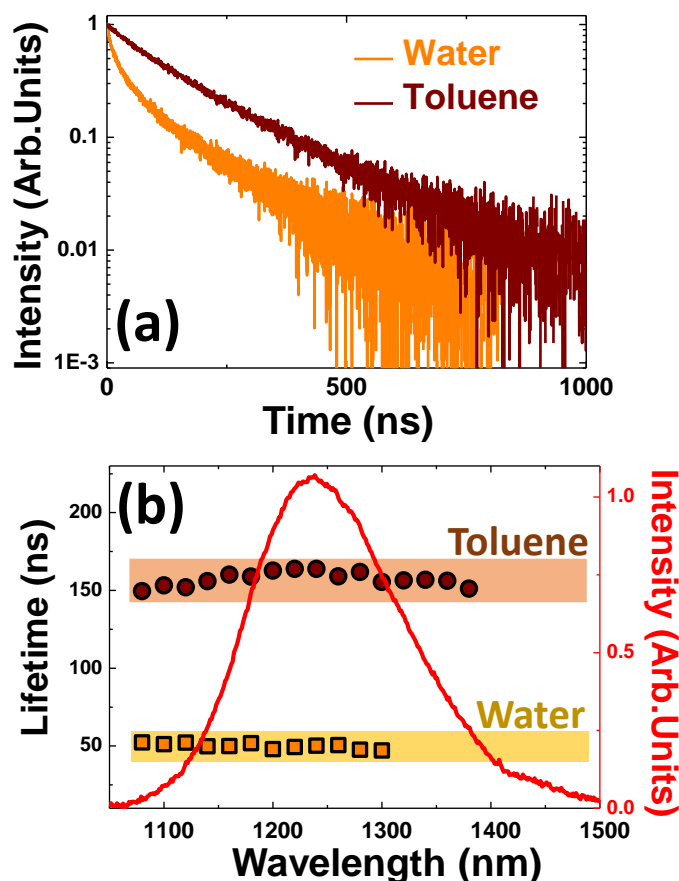 1
Water
Toluene
0.1
0.01
(a)
1E-3
0
500
1000
Intensity (Arb.Units)
Time (ns)
(b)
200
1.0
Toluene
150
100
0.5
Water
50
0.0
1100
1200
1300
1400
1500
Lifetime (ns)
Intensity (Arb.Units)
Wavelength (nm)